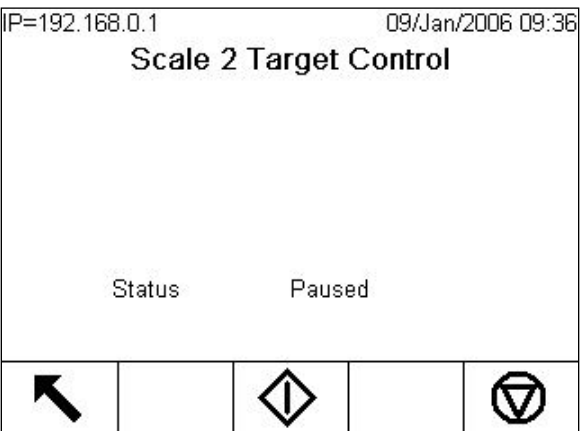 IP=192.168.0.1 09/Jan/2006 09:36
Scale 2 Target Control
Status Paused